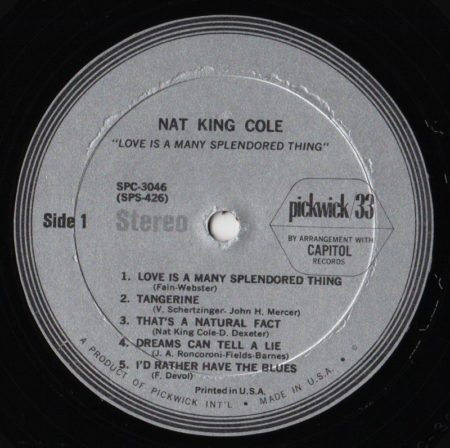 NAT KING COLE
"LOVE IS A MANY SPLENDORED THING"
SPC-3046
(SPS-426)
Side 1 Stereo
pickwick/33
BY ARRANGEMENT WITH
CAPITOL
RECORDS
1. LOVE IS A MANY SPLENDORED THING
(Fain-Webster)
2. TANGERINE
(V. Schertzinger- John H. Mercer)
3. THAT'S A NATURAL FACT
(Nat King Cole-D. Dexeter)
4. DREAMS CAN TELL A LIE
(J. A. Roncoroni-Fields-Barnes)
5. I'D RATHER HAVE THE BLUES
(F. Devol)
Printed in U.S.A.
A PRODUCT OF PICKWICK INT'L. • MADE IN U.S.A. • ©